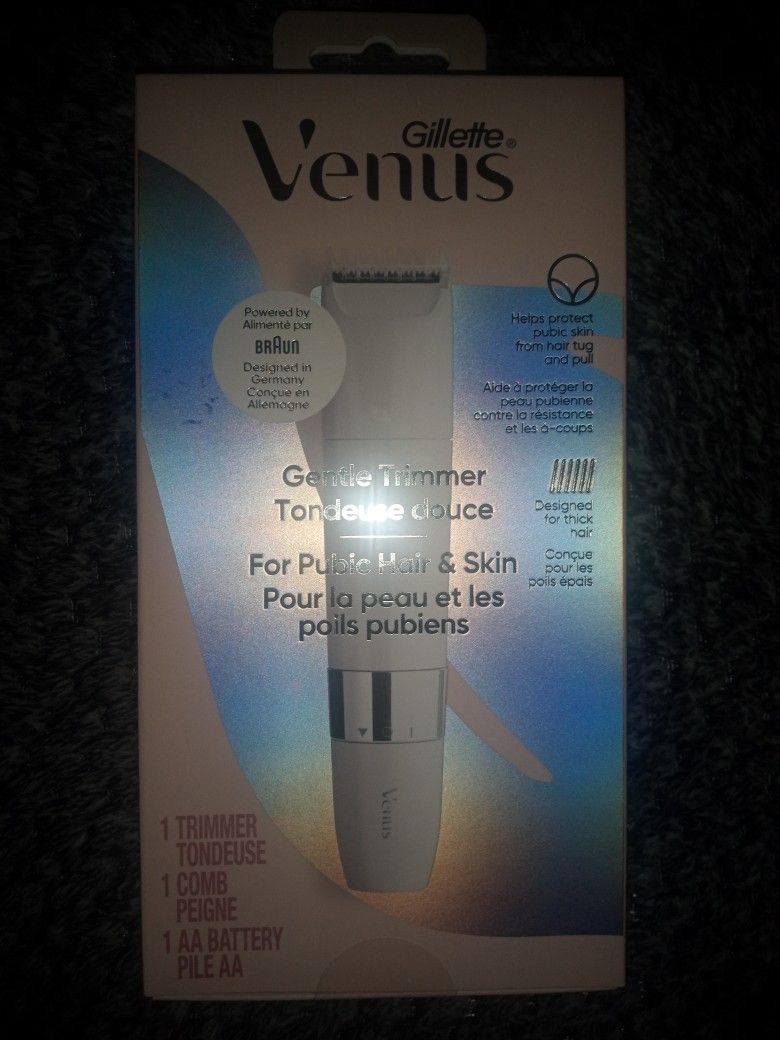 Gillette®
Venus
Powered by
Alimenté par
BRAUN
Designed in
Germany
Conçue en
Allemagne
Helps protect
pubic skin
from hair tug
and pull
Aide à protéger la
peau pubienne
contre la résistance
et les à-coups
Gentle Trimmer
Tondeuse douce
Designed
for thick
hair
Conçue
pour les
poils épais
For Pubic Hair & Skin
Pour la peau et les
poils pubiens
Venus
1 TRIMMER
TONDEUSE
1 COMB
PEIGNE
1 AA BATTERY
PILE AA